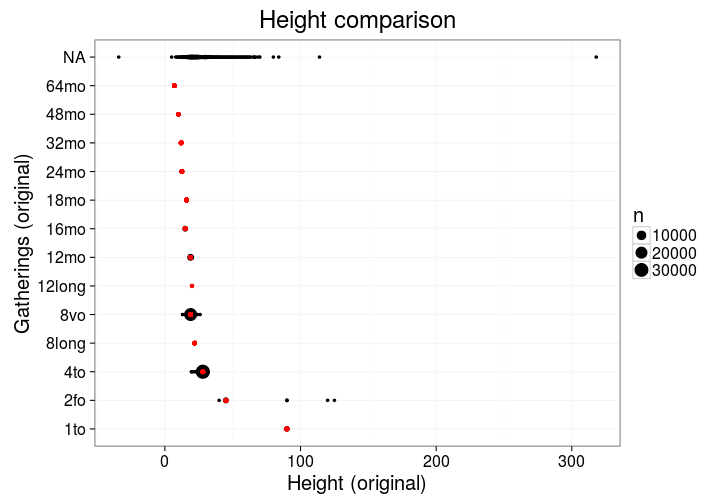 Height comparison
Gatherings (original)
NA
64mo
48mo
32mo
24mo
18mo
16mo
12mo
12long
8vo
8long
4to
2fo
1to
0 100 200 300
Height (original)
n
10000
20000
30000